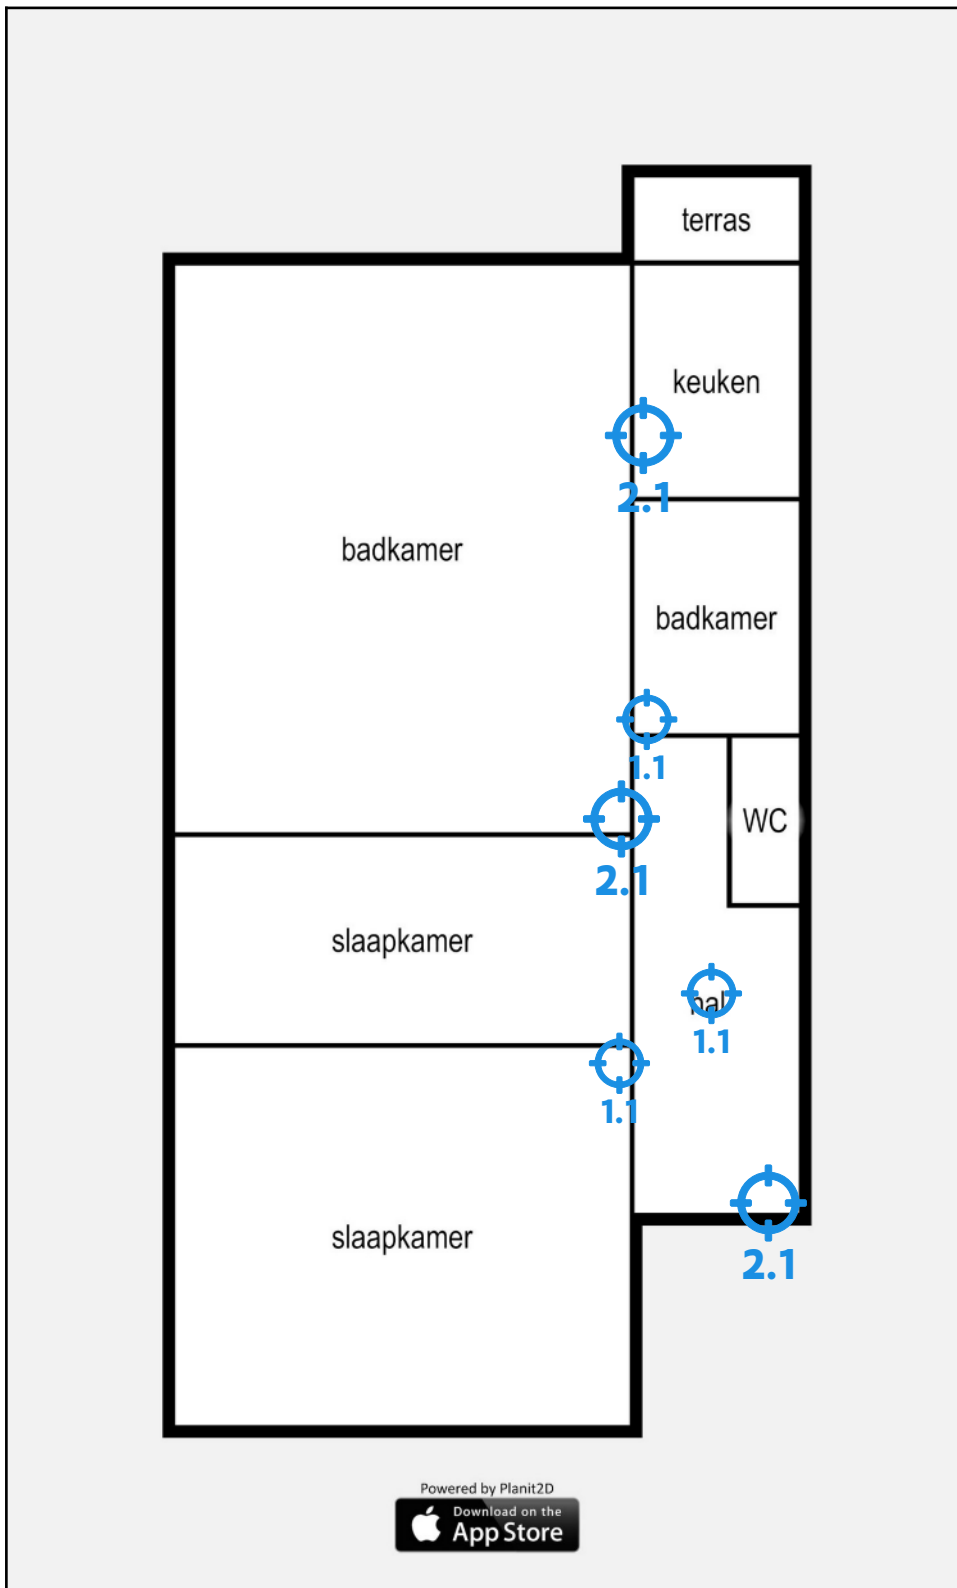 terras
keuken
2.1
badkamer
badkamer
1.1
WC
2.1
slaapkamer
hal
1.1
1.1
2.1
slaapkamer
Powered by Planit2D
Download on the
App Store